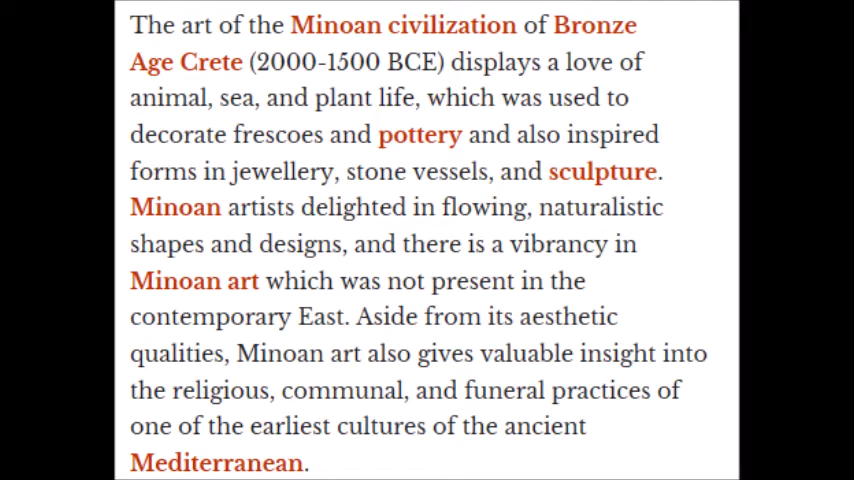 The art of the Minoan civilization of Bronze
Age Crete (2000-1500 BCE) displays a love of
animal, sea, and plant life, which was used to
decorate frescoes and pottery and also inspired
forms in jewellery, stone vessels, and sculpture.
Minoan artists delighted in flowing, naturalistic
shapes and designs, and there is a vibrancy in
Minoan art which was not present in the
contemporary East. Aside from its aesthetic
qualities, Minoan art also gives valuable insight into
the religious, communal, and funeral practices of
one of the earliest cultures of the ancient
Mediterranean.